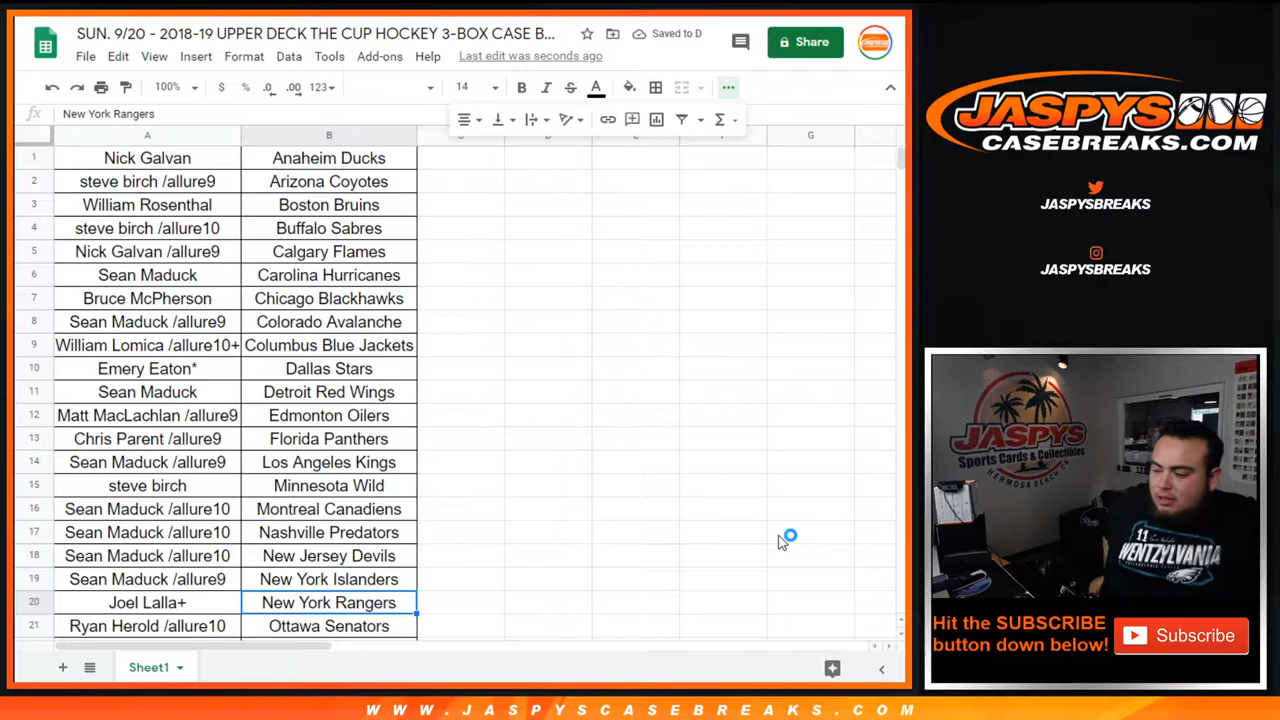 SUN. 9/20 - 2018-19 UPPER DECK THE CUP HOCKEY 3-BOX CASE B...
Saved to D
Share
File Edit View Insert Format Data Tools Add-ons Help Last edit was seconds ago
100% $ % .0 .00 123 14 B I S A
fx New York Rangers
A B G
1 Nick Galvan Anaheim Ducks
2 steve birch /allure9 Arizona Coyotes
3 William Rosenthal Boston Bruins
4 steve birch /allure10 Buffalo Sabres
5 Nick Galvan /allure9 Calgary Flames
6 Sean Maduck Carolina Hurricanes
7 Bruce McPherson Chicago Blackhawks
8 Sean Maduck /allure9 Colorado Avalanche
9 William Lomica /allure10+ Columbus Blue Jackets
10 Emery Eaton* Dallas Stars
11 Sean Maduck Detroit Red Wings
12 Matt MacLachlan /allure9 Edmonton Oilers
13 Chris Parent /allure9 Florida Panthers
14 Sean Maduck /allure9 Los Angeles Kings
15 steve birch Minnesota Wild
16 Sean Maduck /allure10 Montreal Canadiens
17 Sean Maduck /allure10 Nashville Predators
18 Sean Maduck /allure10 New Jersey Devils
19 Sean Maduck /allure9 New York Islanders
20 Joel Lalla+ New York Rangers
21 Ryan Herold /allure10 Ottawa Senators
Sheet1
JASPYS
CASEBREAKS.COM
JASPYSBREAKS
JASPYSBREAKS
JASPYS
Sports Cards & Collectibles
HERMOSA BEACH, CA
11
WENTZYLVANIA
Hit the SUBSCRIBE
button down below!
Subscribe
WWW.JASPYSCASEBREAKS.COM